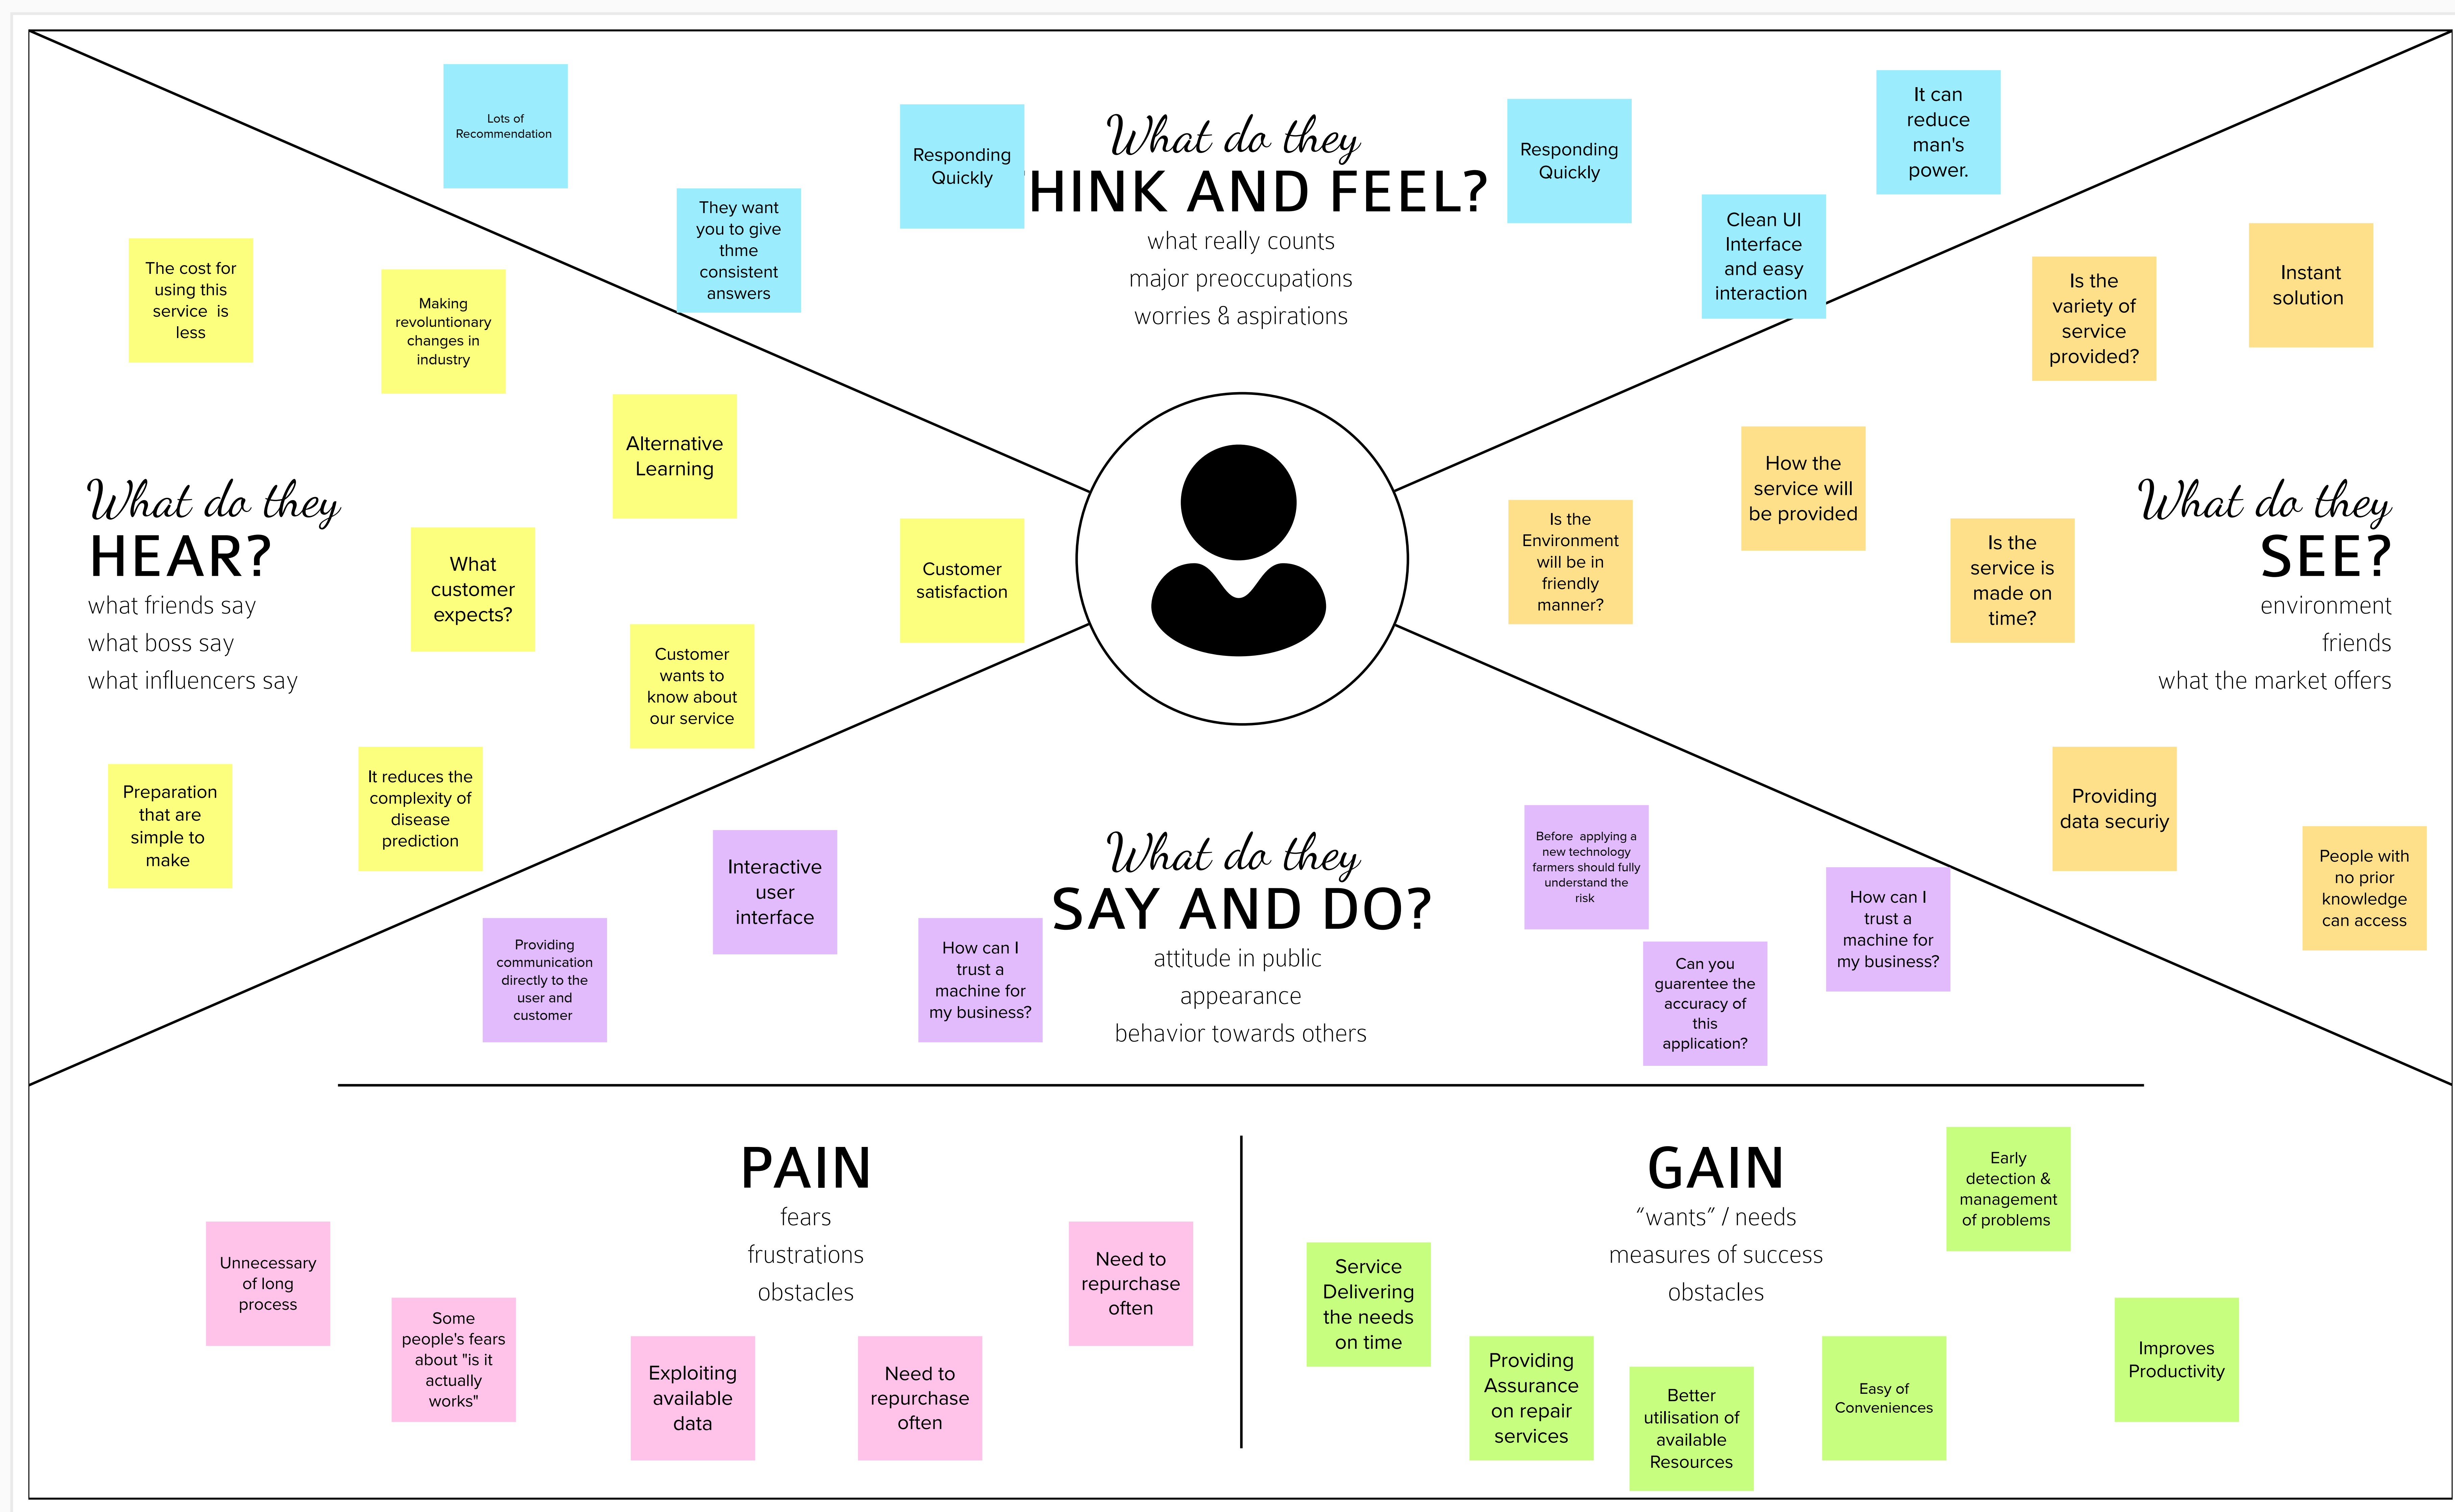 Lots of
Recommendation
They want
you to give
thme
consistent
answers
Responding
Quickly
What do they
HINK AND FEEL?
what really counts
major preoccupations
worries & aspirations
Responding
Quickly
Clean UI
Interface
and easy
interaction
It can
reduce
man's
power.
The cost for
using this
service is
less
Making
revoluntionary
changes in
industry
Alternative
Learning
What do they
HEAR?
what friends say
what boss say
what influencers say
What
customer
expects?
Customer
satisfaction
Customer
wants to
know about
our service
Preparation
that are
simple to
make
It reduces the
complexity of
disease
prediction
Is the
variety of
service
provided?
Instant
solution
How the
service will
be provided
Is the
Environment
will be in
friendly
manner?
Is the
service is
made on
time?
What do they
SEE?
environment
friends
what the market offers
Providing
data securiy
People with
no prior
knowledge
can access
Interactive
user
interface
Providing
communication
directly to the
user and
customer
How can I
trust a
machine for
my business?
What do they
SAY AND DO?
attitude in public
appearance
behavior towards others
Before applying a
new technology
farmers should fully
understand the
risk
Can you
guarentee the
accuracy of
this
application?
How can I
trust a
machine for
my business?
PAIN
fears
frustrations
obstacles
Unnecessary
of long
process
Some
people's fears
about "is it
actually
works"
Exploiting
available
data
Need to
repurchase
often
Need to
repurchase
often
GAIN
“wants” / needs
measures of success
obstacles
Early
detection &
management
of problems
Service
Delivering
the needs
on time
Providing
Assurance
on repair
services
Better
utilisation of
available
Resources
Easy of
Conveniences
Improves
Productivity